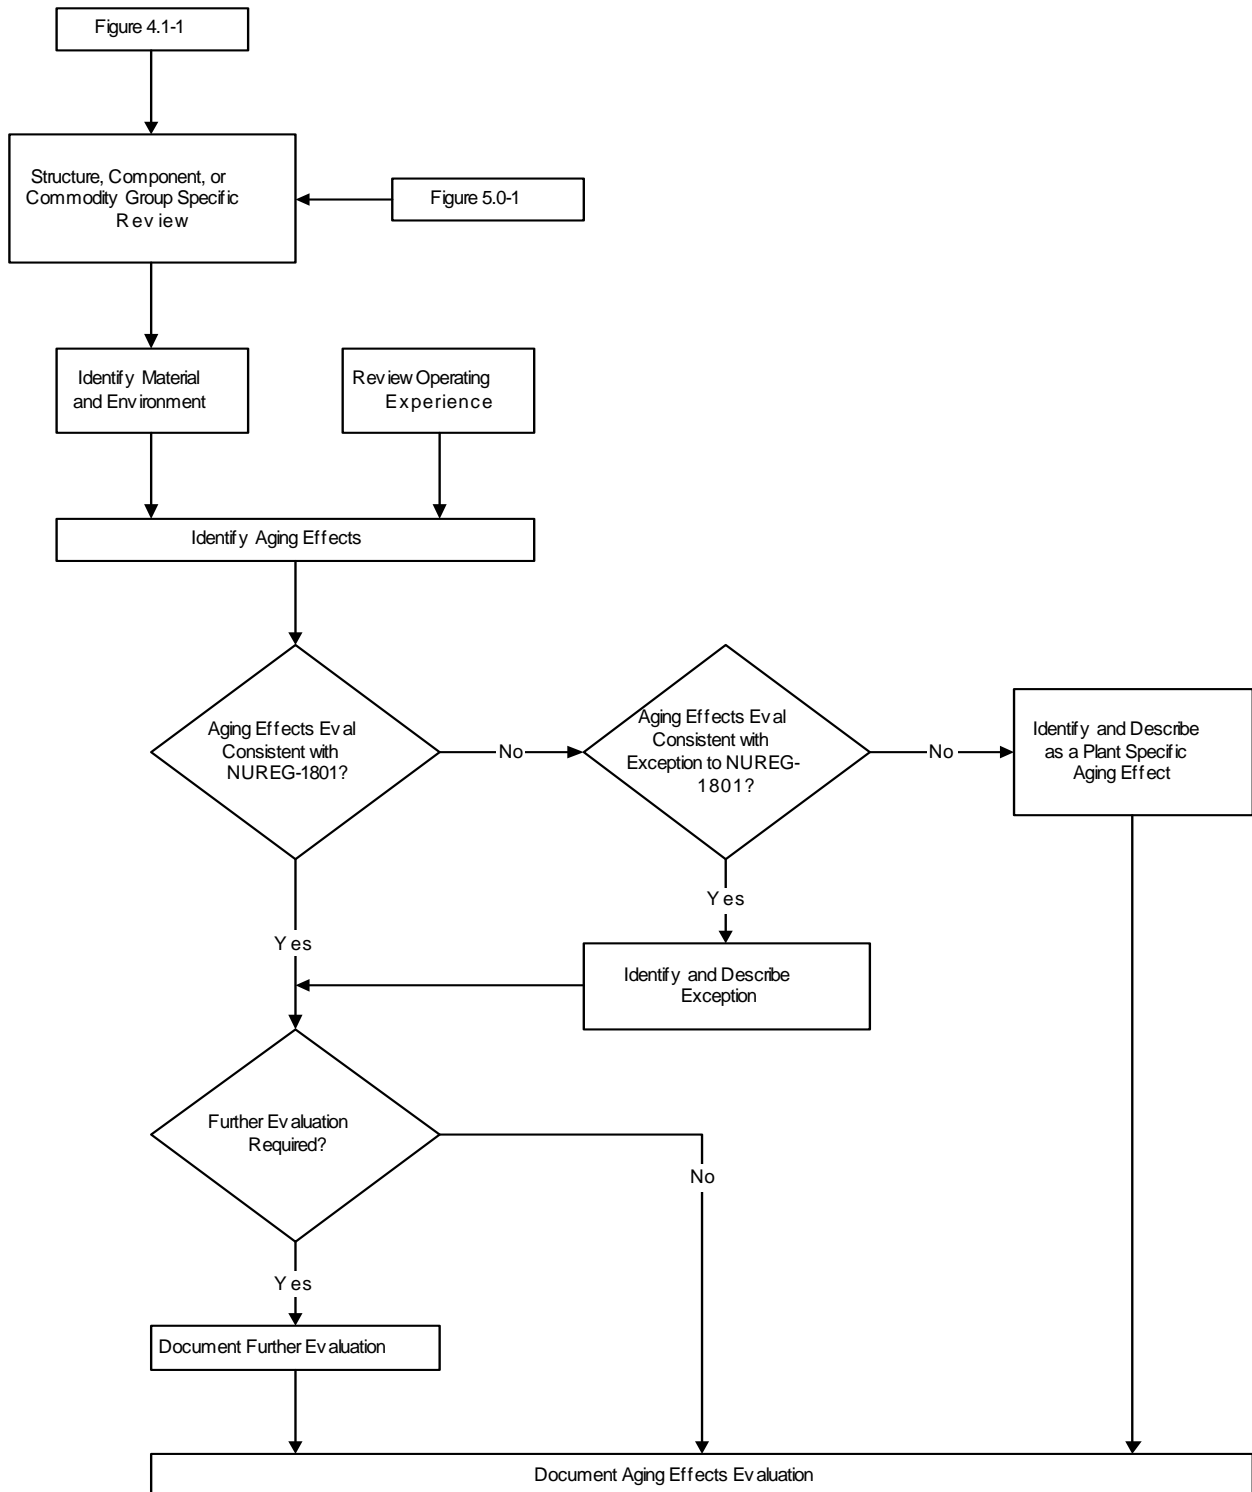 Figure 4.1-1
Structure, Component, or
Commodity Group Specific
Review
Figure 5.0-1
Identify Material
and Environment
Review Operating
Experience
Identify Aging Effects
Aging Effects Eval
Consistent with
NUREG-1801?
No
Aging Effects Eval
Consistent with
Exception to NUREG-
1801?
No
Identify and Describe
as a Plant Specific
Aging Effect
Yes
Yes
Identify and Describe
Exception
Further Evaluation
Required?
No
Yes
Document Further Evaluation
Document Aging Effects Evaluation